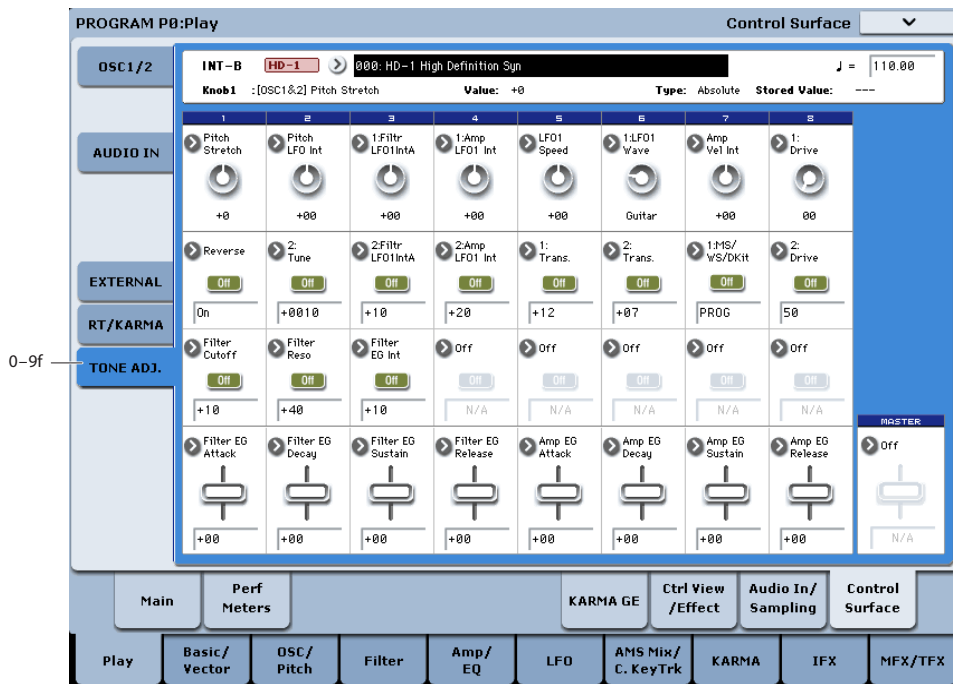 PROGRAM P0:Play
Control Surface
OSC1/2
AUDIO IN
EXTERNAL
RT/KARMA
TONE ADJ.
0–9f
INT-B HD-1 000: HD-1 High Definition Syn ♩ = 110.00
Knob1 :[OSC1&2] Pitch Stretch Value: +0 Type: Absolute Stored Value: ---
1 2 3 4 5 6 7 8
Pitch Stretch
Pitch LFO Int
1:Filtr LFO1IntA
1:Amp LFO1 Int
LFO1 Speed
1:LFO1 Wave
Amp Vel Int
1: Drive
+0 +00 +00 +00 +00 Guitar +00 00
Reverse
2: Tune
2:Filtr LFO1IntA
2:Amp LFO1 Int
1: Trans.
2: Trans.
1:MS/ WS/DKit
2: Drive
Off Off Off Off Off Off Off Off
On +0010 +10 +20 +12 +07 PROG 50
Filter Cutoff
Filter Reso
Filter EG Int
Off
Off
Off
Off
Off
Off Off Off Off Off Off Off Off
+10 +40 +10 N/A N/A N/A N/A N/A
MASTER
Filter EG Attack
Filter EG Decay
Filter EG Sustain
Filter EG Release
Amp EG Attack
Amp EG Decay
Amp EG Sustain
Amp EG Release
Off
+00 +00 +00 +00 +00 +00 +00 +00 N/A
Main
Perf Meters
KARMA GE
Ctrl View /Effect
Audio In/ Sampling
Control Surface
Play
Basic/ Vector
OSC/ Pitch
Filter
Amp/ EQ
LFO
AMS Mix/ C. KeyTrk
KARMA
IFX
MFX/TFX